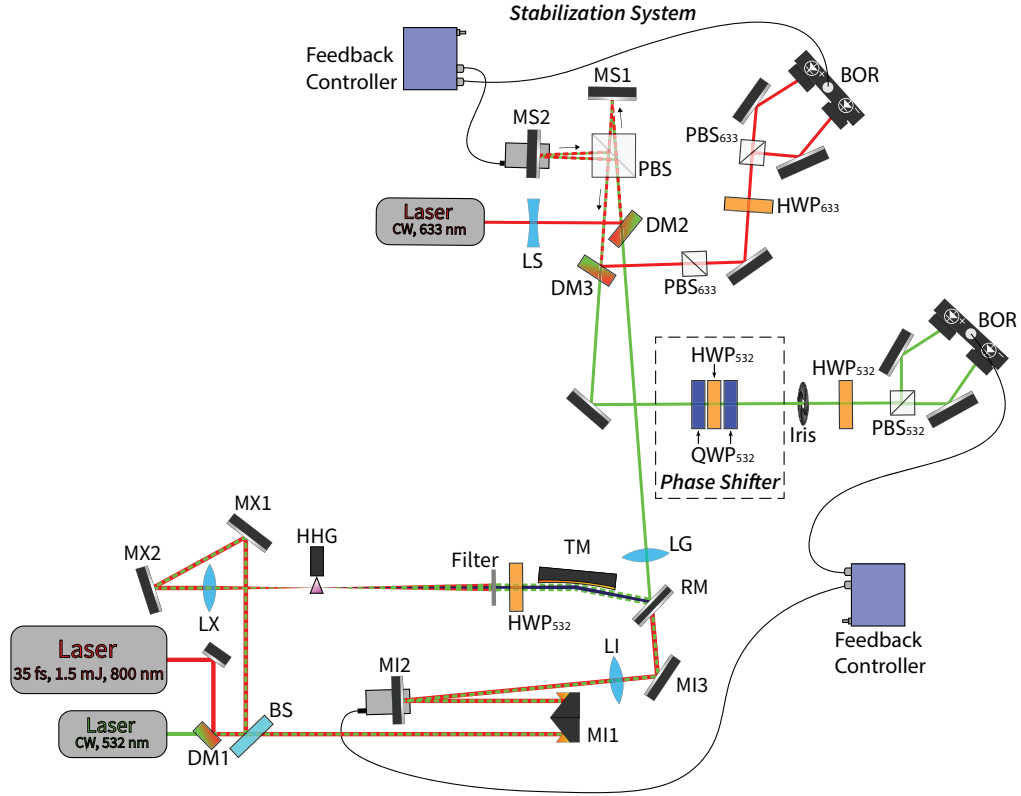 Stabilization System
Feedback
Controller
MS1
MS2
BOR
PBS633
PBS
HWP633
Laser
CW, 633 nm
LS
DM2
DM3
PBS633
BOR
HWP532
HWP532
Iris
PBS532
QWP532
Phase Shifter
MX1
HHG
MX2
Filter
TM
LG
RM
LX
HWP532
Laser
35 fs, 1.5 mJ, 800 nm
MI2
LI
MI3
Feedback
Controller
BS
Laser
CW, 532 nm
DM1
MI1